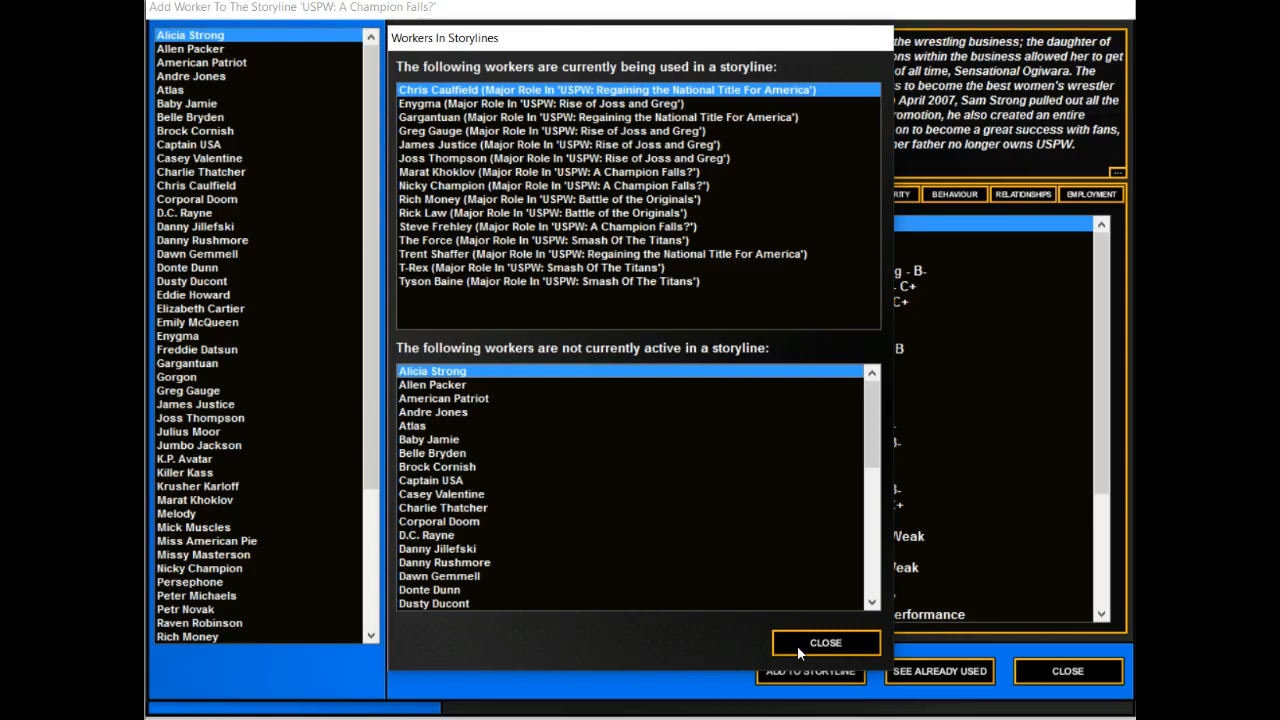 Add Worker To The Storyline 'USPW: A Champion Falls?'
Alicia Strong
Allen Packer
American Patriot
Andre Jones
Atlas
Baby Jamie
Belle Bryden
Brock Cornish
Captain USA
Casey Valentine
Charlie Thatcher
Chris Caulfield
Corporal Doom
D.C. Rayne
Danny Jillefski
Danny Rushmore
Dawn Gemmell
Donte Dunn
Dusty Ducont
Eddie Howard
Elizabeth Cartier
Emily McQueen
Enygma
Freddie Datsun
Gargantuan
Gorgon
Greg Gauge
James Justice
Joss Thompson
Julius Moor
Jumbo Jackson
K.P. Avatar
Killer Kass
Krusher Karloff
Marat Khoklov
Melody
Mick Muscles
Miss American Pie
Missy Masterson
Nicky Champion
Persephone
Peter Michaels
Petr Novak
Raven Robinson
Rich Money
Workers In Storylines
The following workers are currently being used in a storyline:
Chris Caulfield (Major Role In 'USPW: Regaining the National Title For America')
Enygma (Major Role In 'USPW: Rise of Joss and Greg')
Gargantuan (Major Role In 'USPW: Regaining the National Title For America')
Greg Gauge (Major Role In 'USPW: Rise of Joss and Greg')
James Justice (Major Role In 'USPW: Rise of Joss and Greg')
Joss Thompson (Major Role In 'USPW: Rise of Joss and Greg')
Marat Khoklov (Major Role In 'USPW: A Champion Falls?')
Nicky Champion (Major Role In 'USPW: A Champion Falls?')
Rich Money (Major Role In 'USPW: Battle of the Originals')
Rick Law (Major Role In 'USPW: Battle of the Originals')
Steve Frehley (Major Role In 'USPW: A Champion Falls?')
The Force (Major Role In 'USPW: Smash Of The Titans')
Trent Shaffer (Major Role In 'USPW: Regaining the National Title For America')
T-Rex (Major Role In 'USPW: Smash Of The Titans')
Tyson Baine (Major Role In 'USPW: Smash Of The Titans')
The following workers are not currently active in a storyline:
Alicia Strong
Allen Packer
American Patriot
Andre Jones
Atlas
Baby Jamie
Belle Bryden
Brock Cornish
Captain USA
Casey Valentine
Charlie Thatcher
Corporal Doom
D.C. Rayne
Danny Jillefski
Danny Rushmore
Dawn Gemmell
Donte Dunn
Dusty Ducont
CLOSE
the wrestling business; the daughter of
ns within the business allowed her to get
of all time, Sensational Ogiwara. The
s to become the best women's wrestler
April 2007, Sam Strong pulled out all the
omotion, he also created an entire
on to become a great success with fans,
er father no longer owns USPW.
...
RITY BEHAVIOUR RELATIONSHIPS EMPLOYMENT
g - B-
- C+
C+
B
B-
B-
Weak
eak
erformance
ADD TO STORYLINE SEE ALREADY USED CLOSE